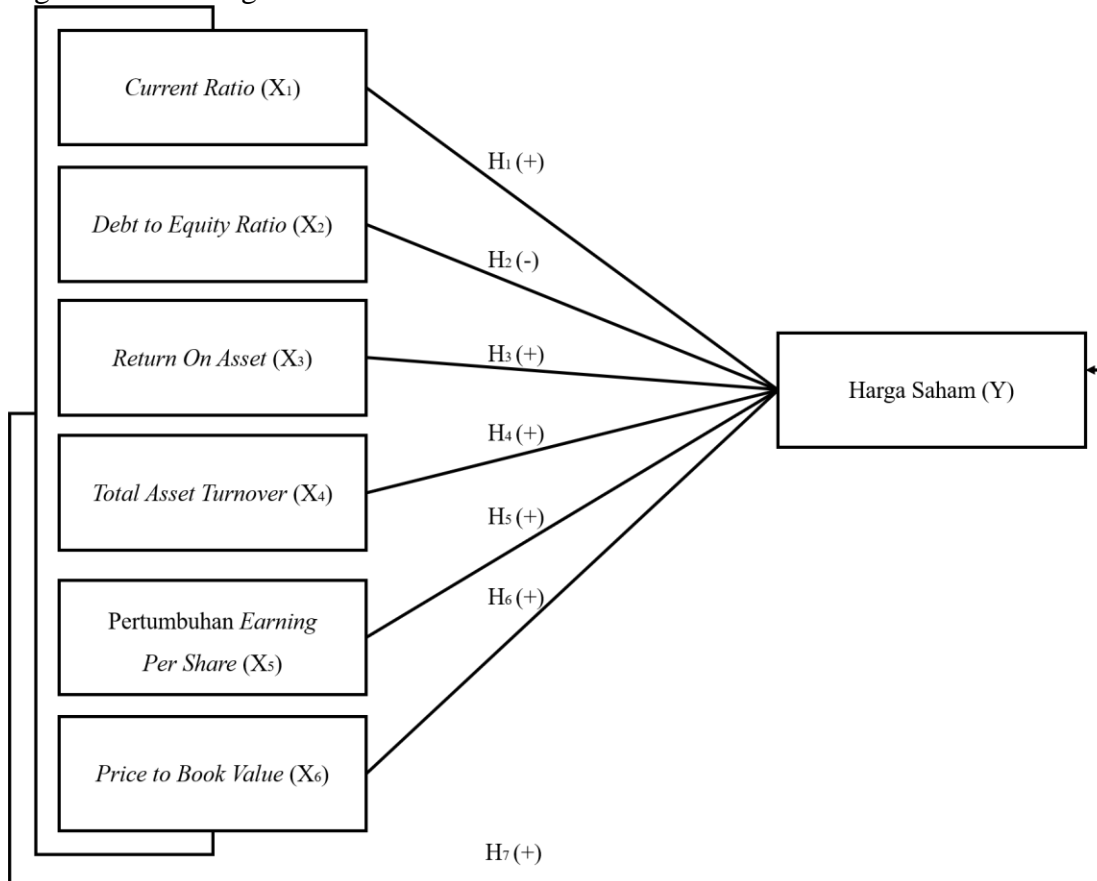 Current Ratio (X₁)
H₁ (+)
Debt to Equity Ratio (X₂)
H₂ (-)
Return On Asset (X₃)
H₃ (+)
Harga Saham (Y)
H₄ (+)
Total Asset Turnover (X₄)
H₅ (+)
H₆ (+)
Pertumbuhan Earning
Per Share (X₅)
Price to Book Value (X₆)
H₇ (+)